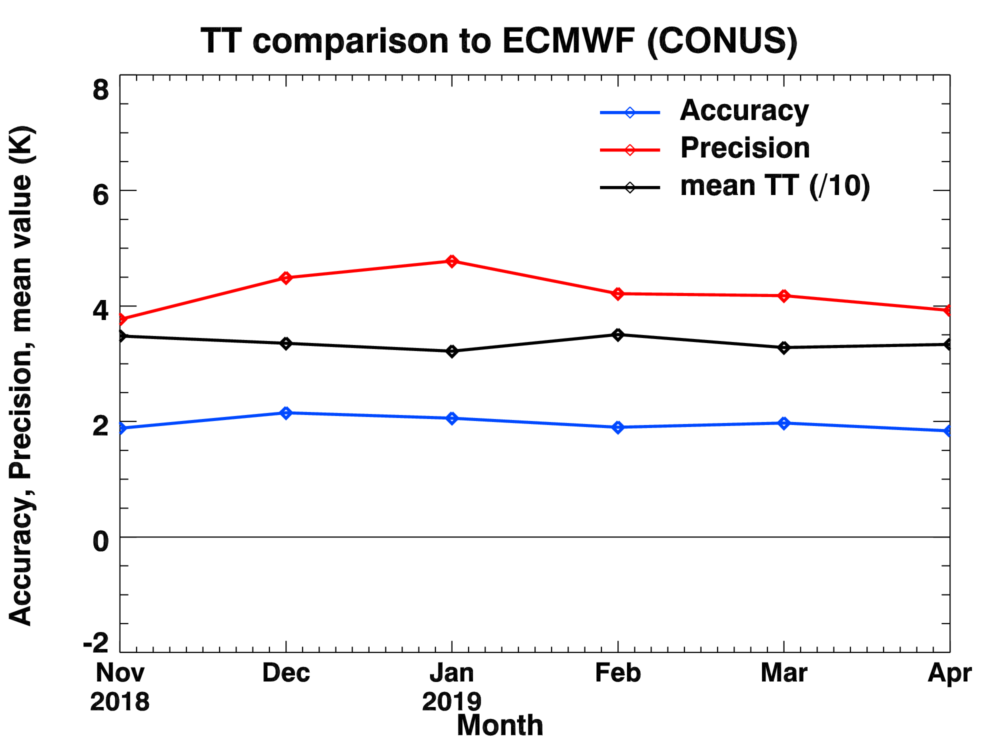 TT comparison to ECMWF (CONUS)
Accuracy, Precision, mean value (K)
8
6
4
2
0
-2
Accuracy
Precision
mean TT (/10)
Nov Dec Jan Feb Mar Apr
2018 2019
Month